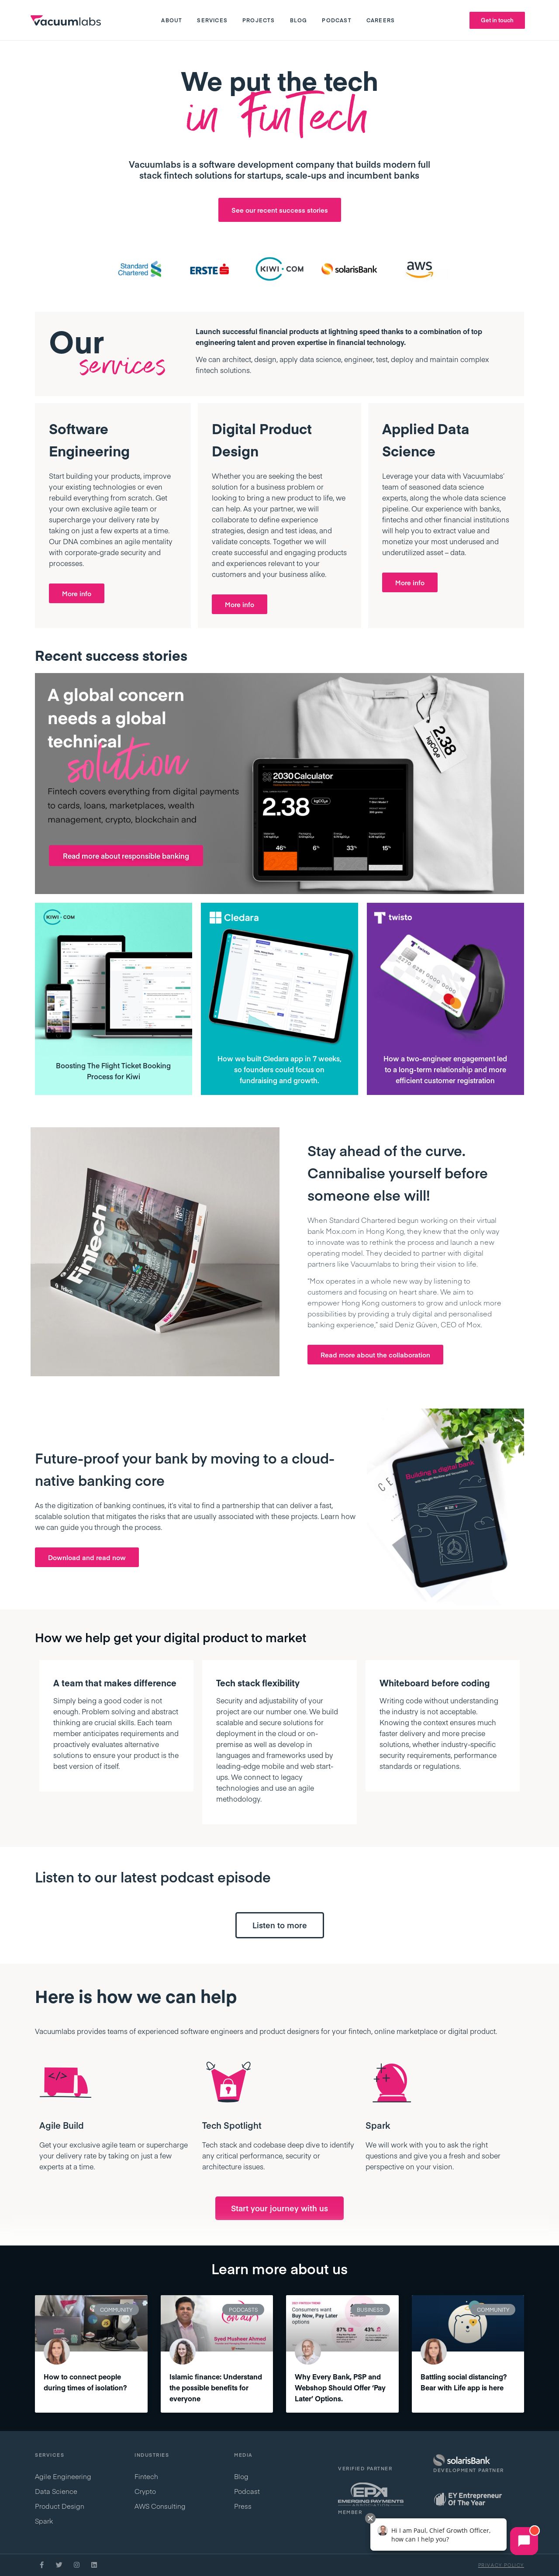 vacuumlabs
ABOUT
SERVICES
PROJECTS
BLOG
PODCAST
CAREERS
Get in touch
We put the tech
in FinTech
Vacuumlabs is a software development company that builds modern full
stack fintech solutions for startups, scale-ups and incumbent banks
See our recent success stories
Standard
Chartered
ERSTE
KIWI.COM
solarisBank
aws
Our
services
Launch successful financial products at lightning speed thanks to a combination of top
engineering talent and proven expertise in financial technology.
We can architect, design, apply data science, engineer, test, deploy and maintain complex
fintech solutions.
Software
Engineering
Start building your products, improve
your existing technologies or even
rebuild everything from scratch. Get
your own exclusive agile team or
supercharge your delivery rate by
taking on just a few experts at a time.
Our DNA combines an agile mentality
with corporate-grade security and
processes.
More info
Digital Product
Design
Whether you are seeking the best
solution for a business problem or
looking to bring a new product to life, we
can help. As your partner, we will
collaborate to define experience
strategies, design and test ideas, and
validate concepts. Together we will
create successful and engaging products
and experiences relevant to your
customers and your business alike.
More info
Applied Data
Science
Leverage your data with Vacuumlabs'
team of seasoned data science
experts, along the whole data science
pipeline. Our experience with banks,
fintechs and other financial institutions
will help you to extract value and
monetize your most underused and
underutilized asset – data.
More info
Recent success stories
A global concern
needs a global
technical
solution
Fintech covers everything from digital payments
to cards, loans, marketplaces, wealth
management, crypto, blockchain and
Read more about responsible banking
2030 Calculator
2.38
kgCO₂e
46%
6%
33%
15%
2.38
kgCO₂e
KIWI.COM
Boosting The Flight Ticket Booking
Process for Kiwi
Cledara
How we built Cledara app in 7 weeks,
so founders could focus on
fundraising and growth.
twisto
twisto
How a two-engineer engagement led
to a long-term relationship and more
efficient customer registration
FinTech
Stay ahead of the curve.
Cannibalise yourself before
someone else will!
When Standard Chartered begun working on their virtual
bank Mox.com in Hong Kong, they knew that the only way
to innovate was to rethink the process and launch a new
operating model. They decided to partner with digital
partners like Vacuumlabs to bring their vision to life.
"Mox operates in a whole new way by listening to
customers and focusing on heart share. We aim to
empower Hong Kong customers to grow and unlock more
possibilities by providing a truly digital and personalised
banking experience," said Deniz Güven, CEO of Mox.
Read more about the collaboration
Future-proof your bank by moving to a cloud-
native banking core
As the digitization of banking continues, it's vital to find a partnership that can deliver a fast,
scalable solution that mitigates the risks that are usually associated with these projects. Learn how
we can guide you through the process.
Download and read now
Building a digital bank
with Thought Machine and Vacuumlabs
How we help get your digital product to market
A team that makes difference
Simply being a good coder is not
enough. Problem solving and abstract
thinking are crucial skills. Each team
member anticipates requirements and
proactively evaluates alternative
solutions to ensure your product is the
best version of itself.
Tech stack flexibility
Security and adjustability of your
project are our number one. We build
scalable and secure solutions for
deployment in the cloud or on-
premise as well as develop in
languages and frameworks used by
leading-edge mobile and web start-
ups. We connect to legacy
technologies and use an agile
methodology.
Whiteboard before coding
Writing code without understanding
the industry is not acceptable.
Knowing the context ensures much
faster delivery and more precise
solutions, whether industry-specific
security requirements, performance
standards or regulations.
Listen to our latest podcast episode
Listen to more
Here is how we can help
Vacuumlabs provides teams of experienced software engineers and product designers for your fintech, online marketplace or digital product.
</>
Agile Build
Get your exclusive agile team or supercharge
your delivery rate by taking on just a few
experts at a time.
Tech Spotlight
Tech stack and codebase deep dive to identify
any critical performance, security or
architecture issues.
Spark
We will work with you to ask the right
questions and give you a fresh and sober
perspective on your vision.
Start your journey with us
Learn more about us
COMMUNITY
How to connect people
during times of isolation?
PODCASTS
(on air)
Syed Musheer Ahmed
Islamic finance: Understand
the possible benefits for
everyone
BUSINESS
Consumers want
Buy Now, Pay Later
options
87%
43%
Why Every Bank, PSP and
Webshop Should Offer 'Pay
Later' Options.
COMMUNITY
Battling social distancing?
Bear with Life app is here
SERVICES
Agile Engineering
Data Science
Product Design
Spark
INDUSTRIES
Fintech
Crypto
AWS Consulting
MEDIA
Blog
Podcast
Press
VERIFIED PARTNER
EPA
EMERGING PAYMENTS
MEMBER
solarisBank
DEVELOPMENT PARTNER
EY Entrepreneur
Of The Year
Hi I am Paul, Chief Growth Officer,
how can I help you?
PRIVACY POLICY